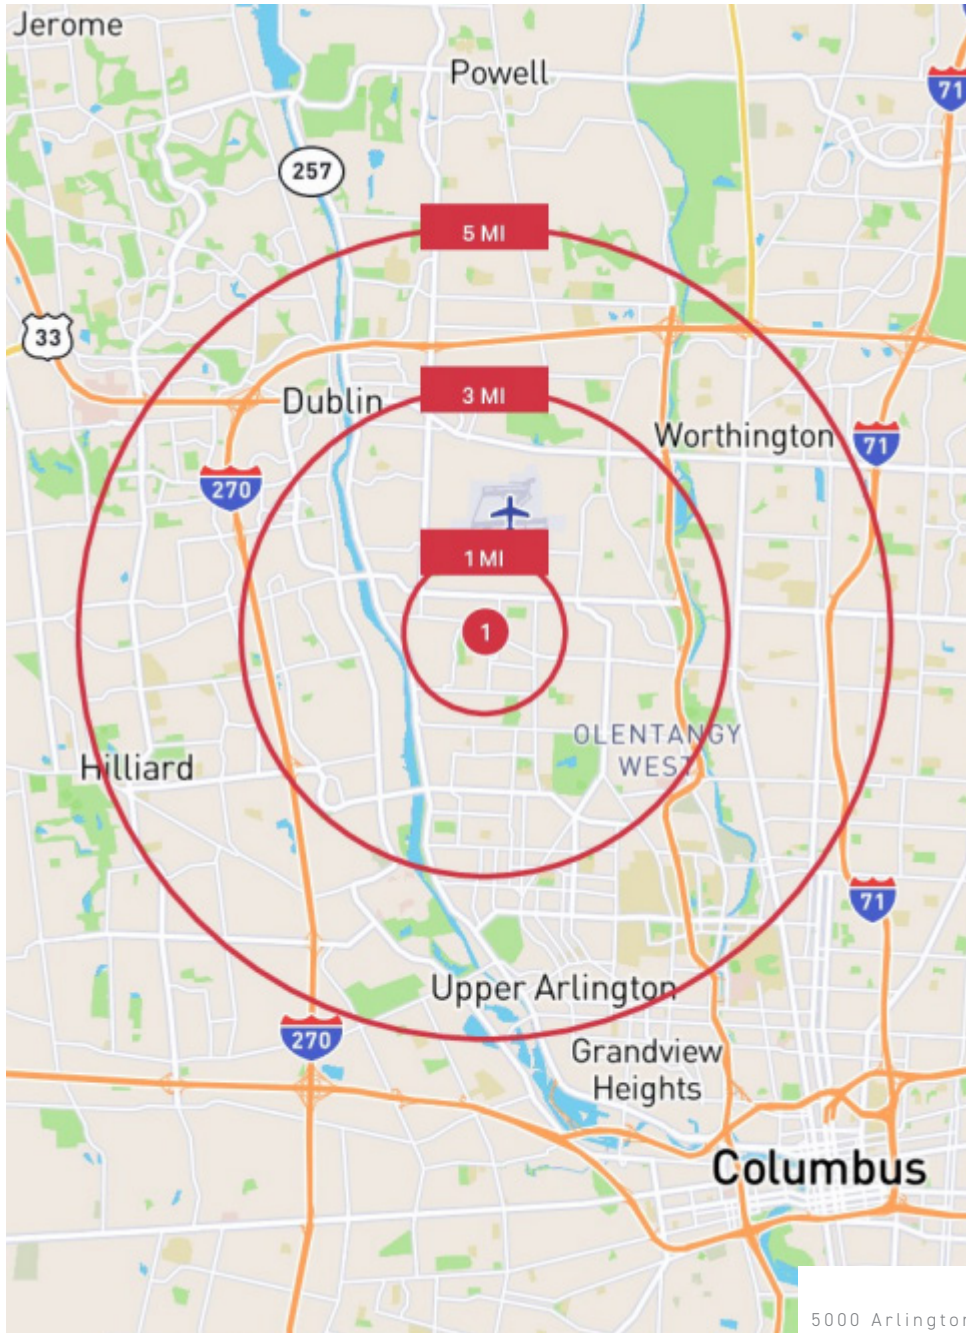 Jerome
Powell
71
257
5 MI
33
3 MI
Dublin
Worthington
71
270
1 MI
1
OLENTANGY
WEST
Hilliard
71
Upper Arlington
270
Grandview
Heights
Columbus
5000